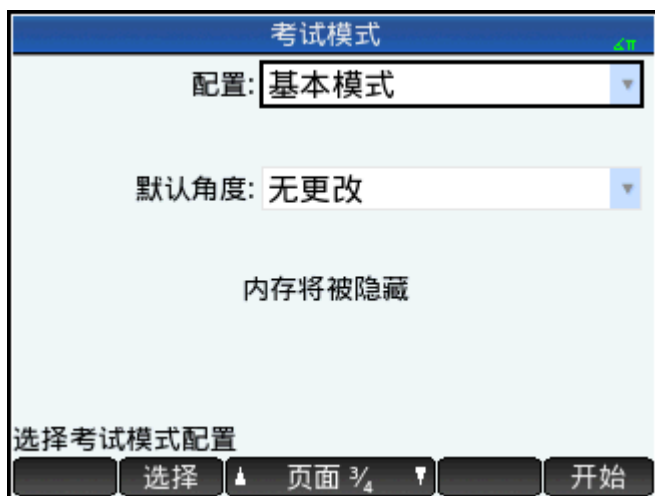 考试模式
∡π
配置: 基本模式
默认角度: 无更改
内存将被隐藏
选择考试模式配置
选择 页面 ¾ 开始